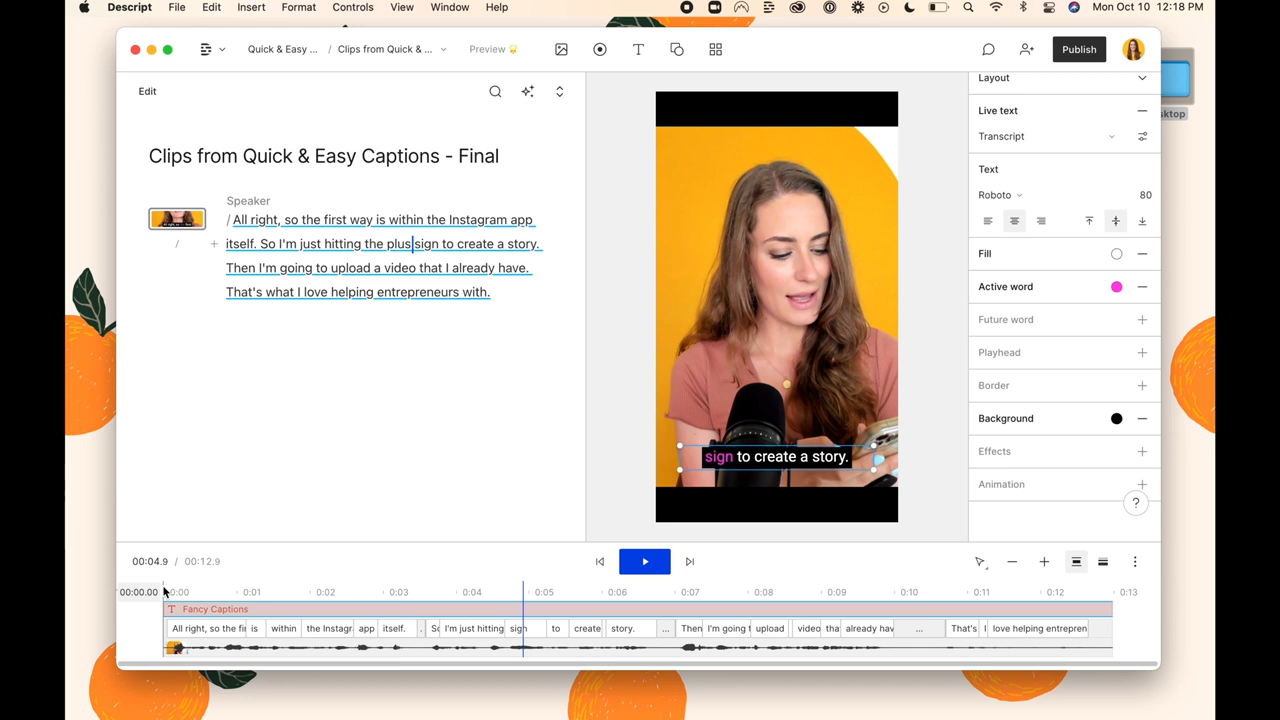 Descript File Edit Insert Format Controls View Window Help Mon Oct 10 12:18 PM
Quick & Easy ... / Clips from Quick & ... Preview Publish
ktop
Edit
Clips from Quick & Easy Captions - Final
Speaker
/ All right, so the first way is within the Instagram app
/ + itself. So I'm just hitting the plus sign to create a story.
Then I'm going to upload a video that I already have.
That's what I love helping entrepreneurs with.
sign to create a story.
Layout
Live text
Transcript
Text
Roboto 80
Fill
Active word
Future word
Playhead
Border
Background
Effects
Animation
?
00:04.9 / 00:12.9
00:00.00 0:00 0:01 0:02 0:03 0:04 0:05 0:06 0:07 0:08 0:09 0:10 0:11 0:12 0:13
T Fancy Captions
All right, so the fi is within the Instagr app itself. . So I'm just hitting sign to create story. ... Then I'm going t upload video tha already hav ... That's I love helping entrepren